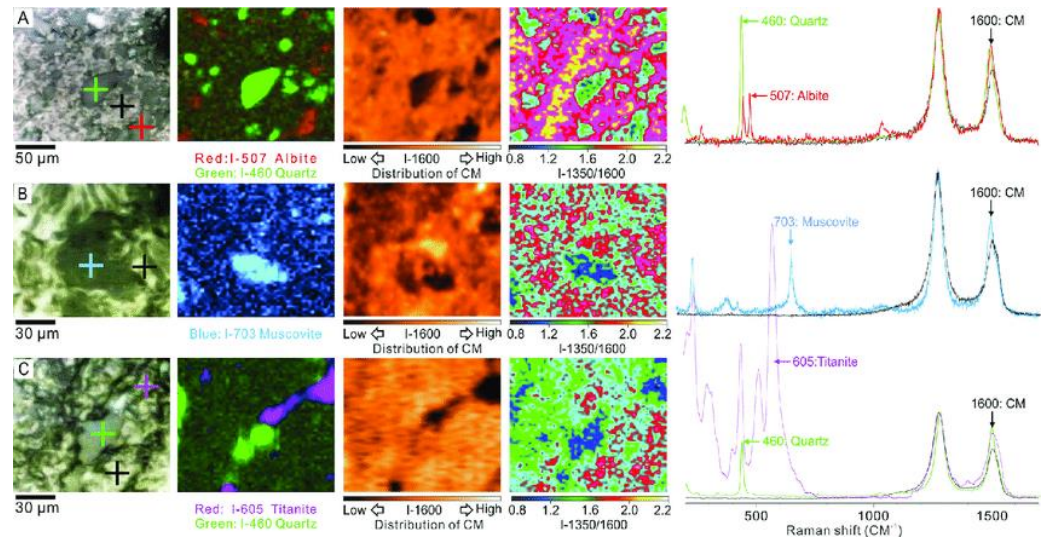 A
460: Quartz
1600: CM
507: Albite
50 µm
Red:I-507 Albite
Green: I-460 Quartz
Low I-1600 High
Distribution of CM
0.8 1.2 1.6 2.0 2.2
I-1350/1600
B
703: Muscovite
1600: CM
30 µm
Blue: I-703 Muscovite
Low I-1600 High
Distribution of CM
0.8 1.2 1.6 2.0 2.2
I-1350/1600
C
605:Titanite
1600: CM
460: Quartz
30 µm
Red: I-605 Titanite
Green: I-460 Quartz
Low I-1600 High
Distribution of CM
0.8 1.2 1.6 2.0 2.2
I-1350/1600
500 1000 1500
Raman shift (CM⁻¹)